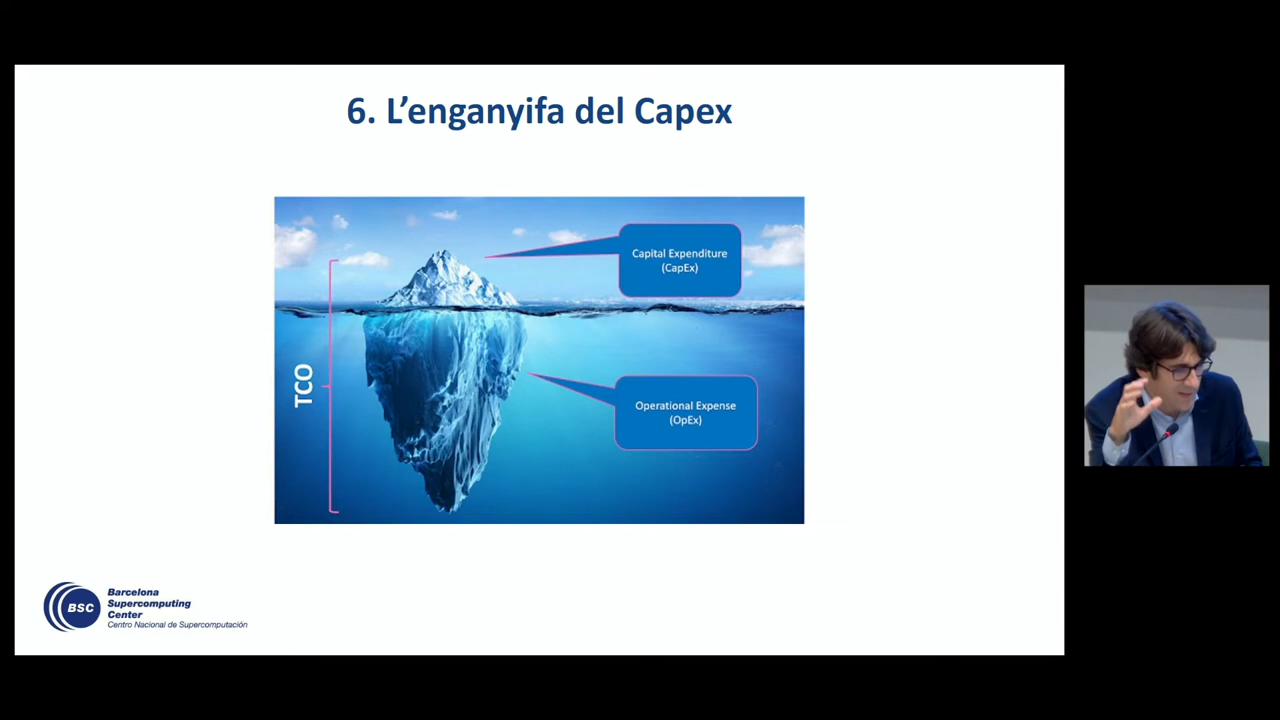 6. L'enganyifa del Capex
Capital Expenditure
(CapEx)
TCO
Operational Expense
(OpEx)
BSC
Barcelona
Supercomputing
Center
Centro Nacional de Supercomputación